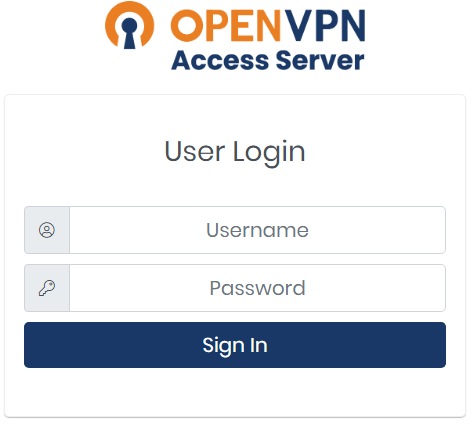 OPENVPN
Access Server
User Login
Username
Password
Sign In